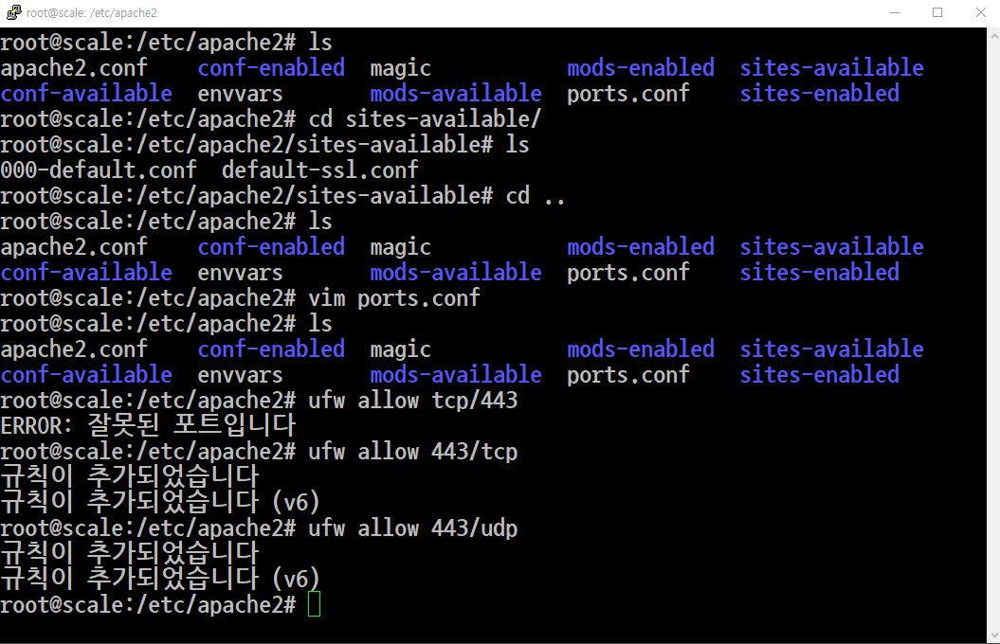 root@scale: /etc/apache2
root@scale:/etc/apache2# ls
apache2.conf    conf-enabled  magic           mods-enabled  sites-available
conf-available  envvars       mods-available  ports.conf    sites-enabled
root@scale:/etc/apache2# cd sites-available/
root@scale:/etc/apache2/sites-available# ls
000-default.conf  default-ssl.conf
root@scale:/etc/apache2/sites-available# cd ..
root@scale:/etc/apache2# ls
apache2.conf    conf-enabled  magic           mods-enabled  sites-available
conf-available  envvars       mods-available  ports.conf    sites-enabled
root@scale:/etc/apache2# vim ports.conf
root@scale:/etc/apache2# ls
apache2.conf    conf-enabled  magic           mods-enabled  sites-available
conf-available  envvars       mods-available  ports.conf    sites-enabled
root@scale:/etc/apache2# ufw allow tcp/443
ERROR: 잘못된 포트입니다
root@scale:/etc/apache2# ufw allow 443/tcp
규칙이 추가되었습니다
규칙이 추가되었습니다 (v6)
root@scale:/etc/apache2# ufw allow 443/udp
규칙이 추가되었습니다
규칙이 추가되었습니다 (v6)
root@scale:/etc/apache2#